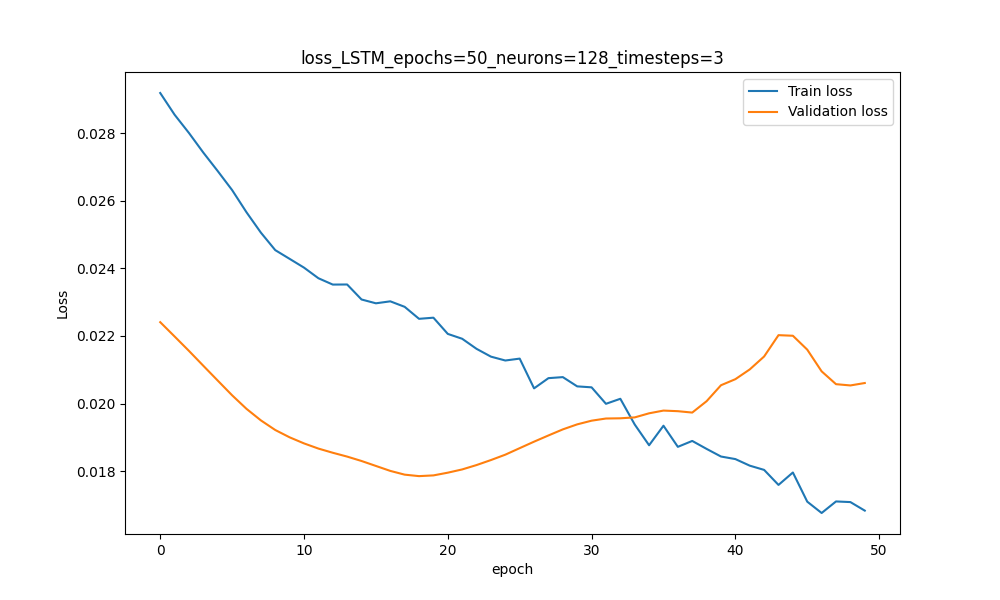 loss_LSTM_epochs=50_neurons=128_timesteps=3
Train loss
Validation loss
0.028
0.026
0.024
0.022
0.020
0.018
Loss
0 10 20 30 40 50
epoch